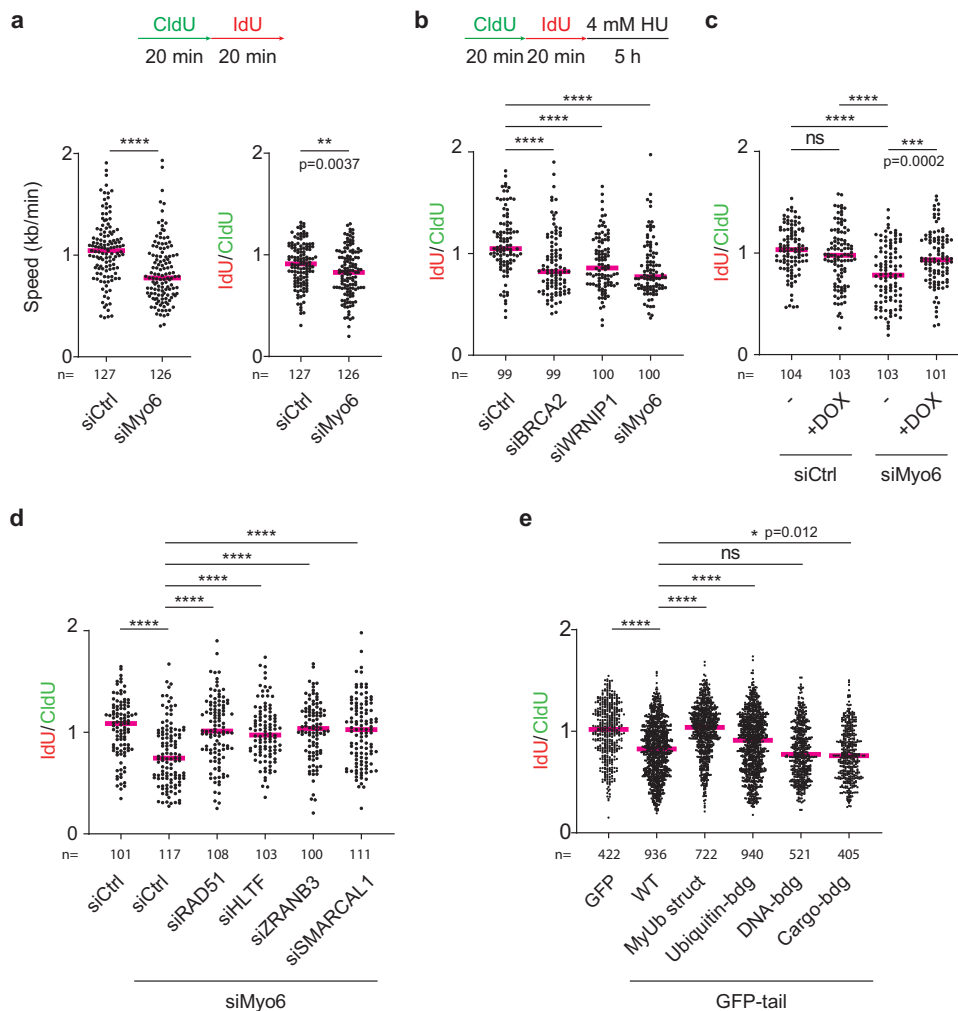 a
CldU IdU
20 min 20 min
Speed (kb/min)
2
1
0
****
n= 127 126
siCtrl
siMyo6
IdU/CldU
2
1
0
**
p=0.0037
127 126
siCtrl
siMyo6
b
CldU IdU 4 mM HU
20 min 20 min 5 h
IdU/CldU
2
1
0
****
****
****
n= 99 99 100 100
siCtrl
siBRCA2
siWRNIP1
siMyo6
c
IdU/CldU
2
1
0
****
****
ns
***
p=0.0002
104 103 103 101
-
+DOX
-
+DOX
siCtrl siMyo6
d
IdU/CldU
2
1
0
****
****
****
****
****
n= 101 117 108 103 100 111
siCtrl
siCtrl
siRAD51
siHLTF
siZRANB3
siSMARCAL1
siMyo6
e
IdU/CldU
2
1
0
* p=0.012
ns
****
****
****
n= 422 936 722 940 521 405
GFP
WT
MyUb struct
Ubiquitin-bdg
DNA-bdg
Cargo-bdg
GFP-tail